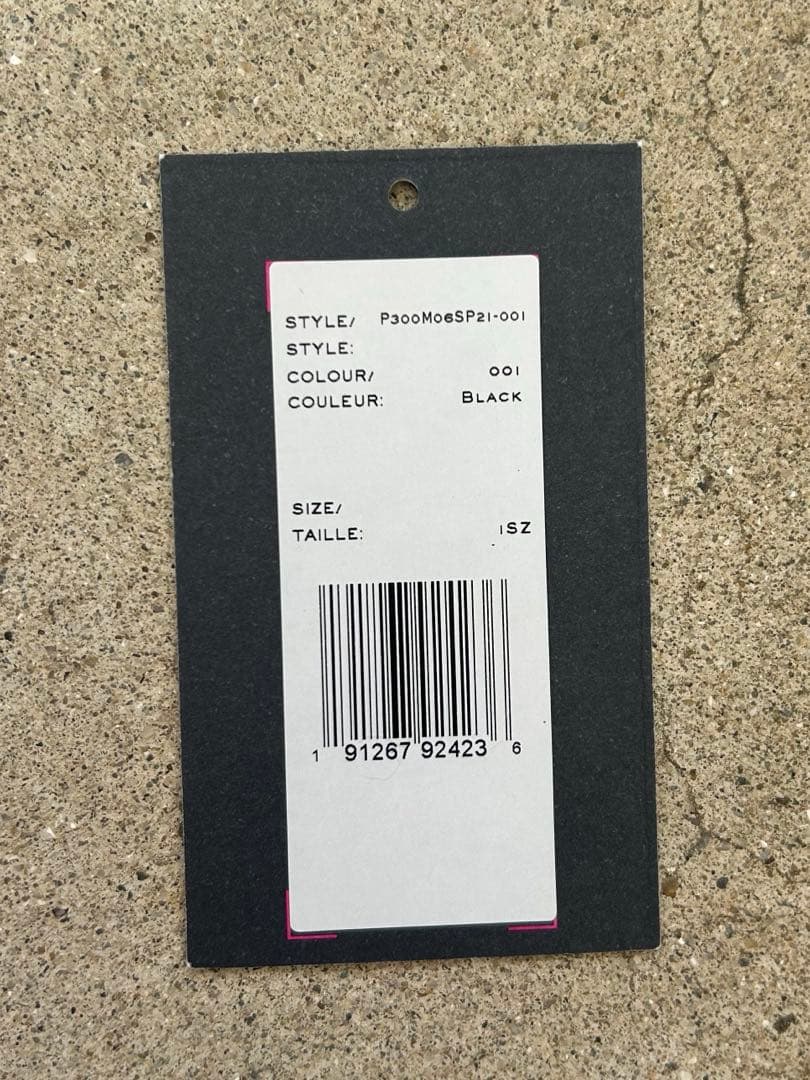 STYLE/ P300M06SP21-001
STYLE:
COLOUR/ 001
COULEUR: BLACK
SIZE/
TAILLE: 1SZ
1 91267 92423 6